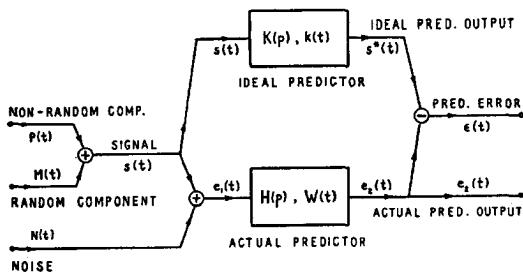 IDEAL PRED. OUTPUT
K(p), k(t)
s(t)
s*(t)
IDEAL PREDICTOR
NON-RANDOM COMP.
P(t)
SIGNAL
s(t)
M(t)
RANDOM COMPONENT
N(t)
NOISE
PRED. ERROR
ε(t)
e₁(t)
H(p), W(t)
e₂(t)
e₂(t)
ACTUAL PRED. OUTPUT
ACTUAL PREDICTOR